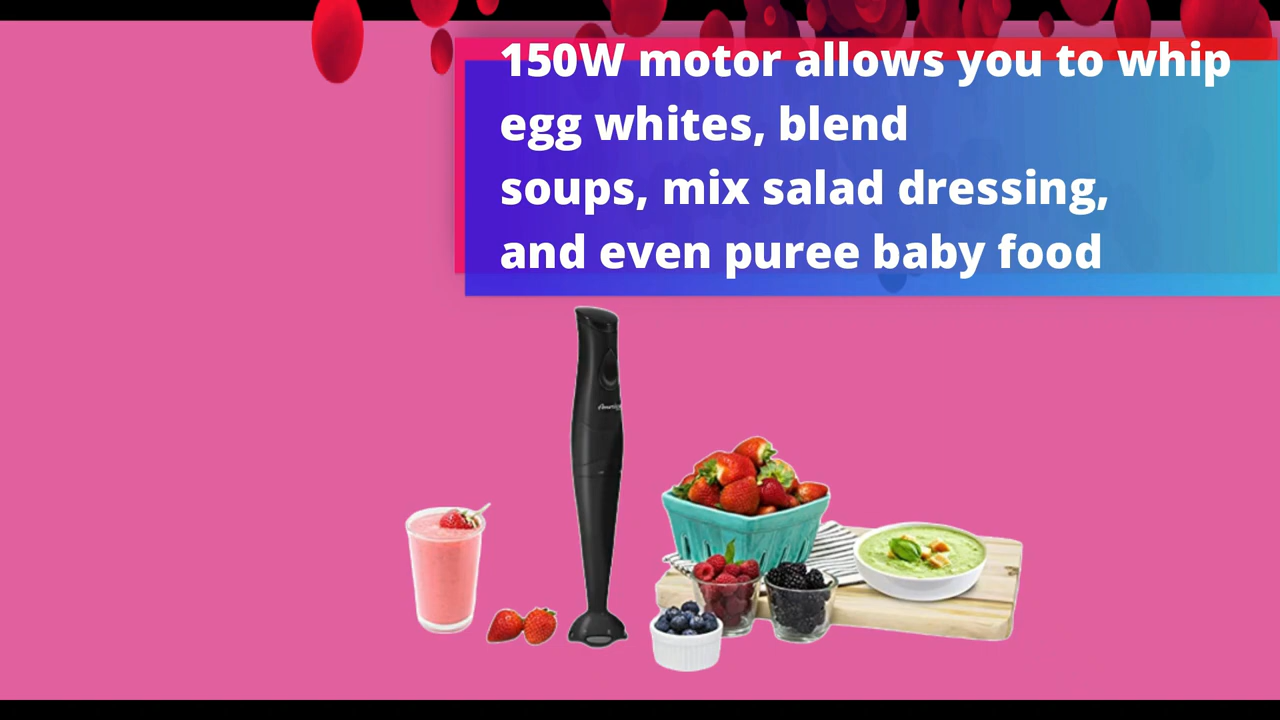 150W motor allows you to whip
egg whites, blend
soups, mix salad dressing,
and even puree baby food